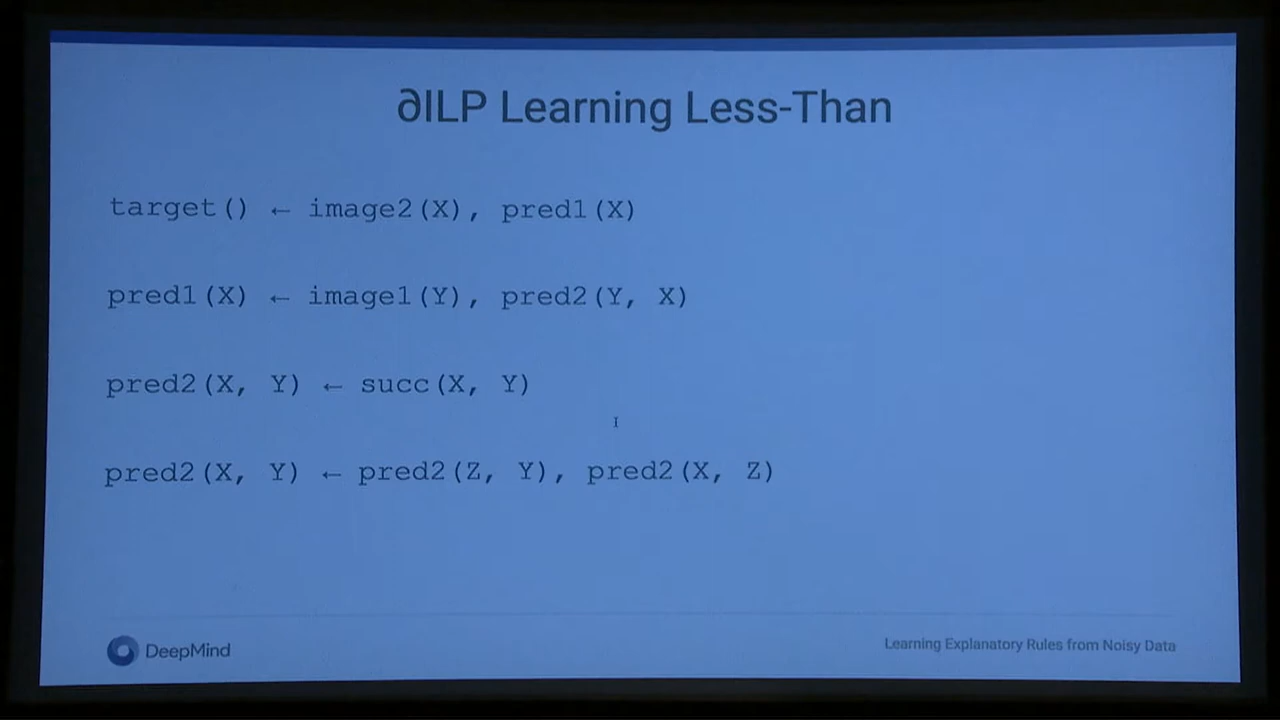 ∂ILP Learning Less-Than
target() ← image2(X), pred1(X)
pred1(X) ← image1(Y), pred2(Y, X)
pred2(X, Y) ← succ(X, Y)
pred2(X, Y) ← pred2(Z, Y), pred2(X, Z)
DeepMind
Learning Explanatory Rules from Noisy Data